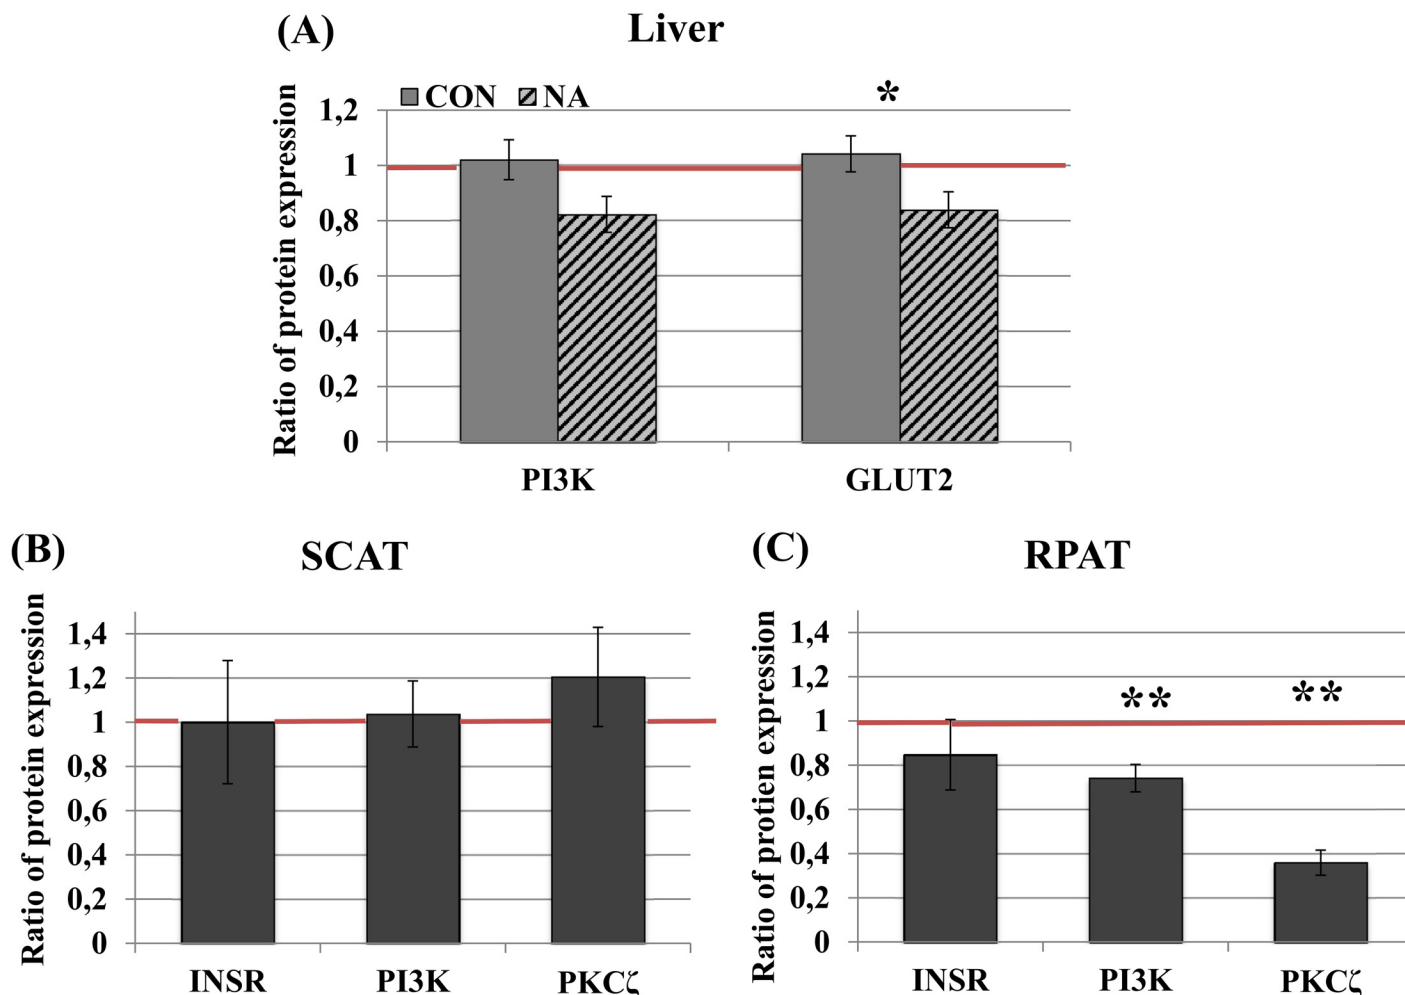 (A)
Liver
CON NA
*
Ratio of protein expression
1,2
1
0,8
0,6
0,4
0,2
0
PI3K GLUT2
(B)
SCAT
Ratio of protein expression
1,4
1,2
1
0,8
0,6
0,4
0,2
0
INSR PI3K PKCζ
(C)
RPAT
Ratio of protien expression
1,4
1,2
1
0,8
0,6
0,4
0,2
0
** **
INSR PI3K PKCζ